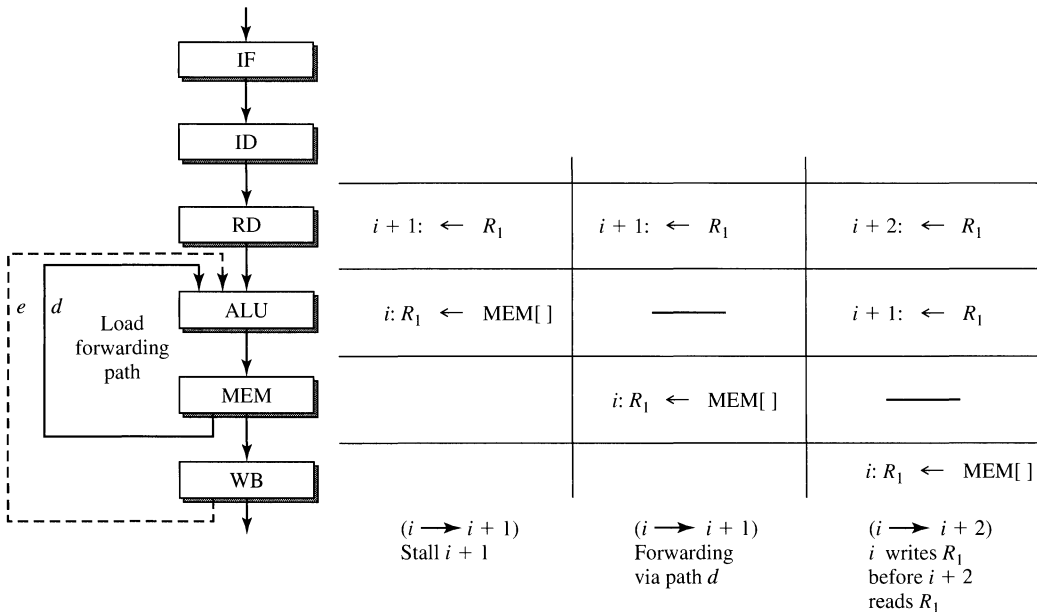 IF
ID
RD
i + 1: ← R₁
i + 1: ← R₁
i + 2: ← R₁
e
d
Load
forwarding
path
ALU
i: R₁ ← MEM[ ]
i + 1: ← R₁
MEM
i: R₁ ← MEM[ ]
WB
i: R₁ ← MEM[ ]
(i → i + 1)
Stall i + 1
(i → i + 1)
Forwarding
via path d
(i → i + 2)
i writes R₁
before i + 2
reads R₁